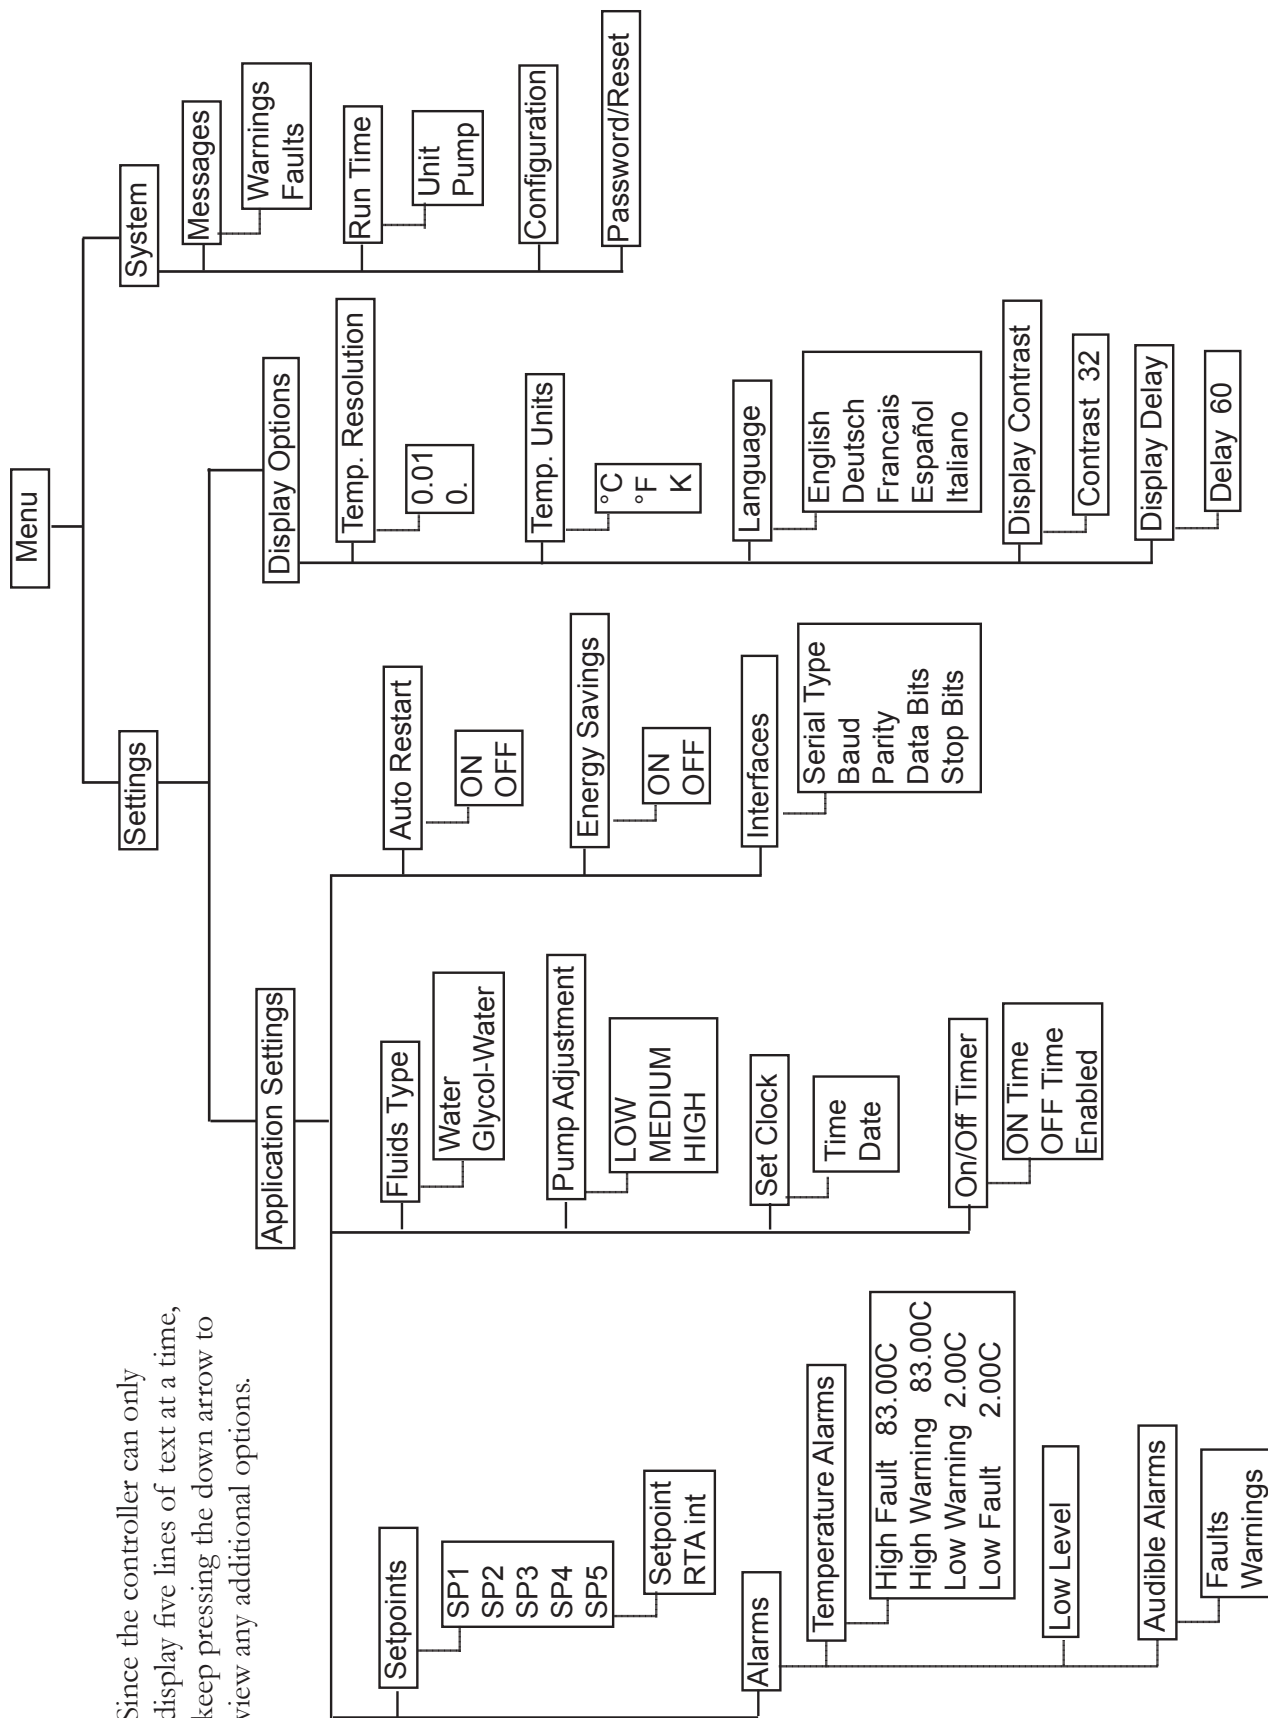 Menu
Settings
System
Messages
Warnings
Faults
Run Time
Unit
Pump
Configuration
Password/Reset
Application Settings
Display Options
Temp. Resolution
0.01
0.
Temp. Units
°C
°F
K
Language
English
Deutsch
Francais
Español
Italiano
Display Contrast
Contrast 32
Display Delay
Delay 60
Since the controller can only
display five lines of text at a time,
keep pressing the down arrow to
view any additional options.
Setpoints
SP1
SP2
SP3
SP4
SP5
Setpoint
RTA int
Alarms
Temperature Alarms
High Fault 83.00C
High Warning 83.00C
Low Warning 2.00C
Low Fault 2.00C
Low Level
Audible Alarms
Faults
Warnings
Fluids Type
Water
Glycol-Water
Pump Adjustment
LOW
MEDIUM
HIGH
Set Clock
Time
Date
On/Off Timer
ON Time
OFF Time
Enabled
Auto Restart
ON
OFF
Energy Savings
ON
OFF
Interfaces
Serial Type
Baud
Parity
Data Bits
Stop Bits